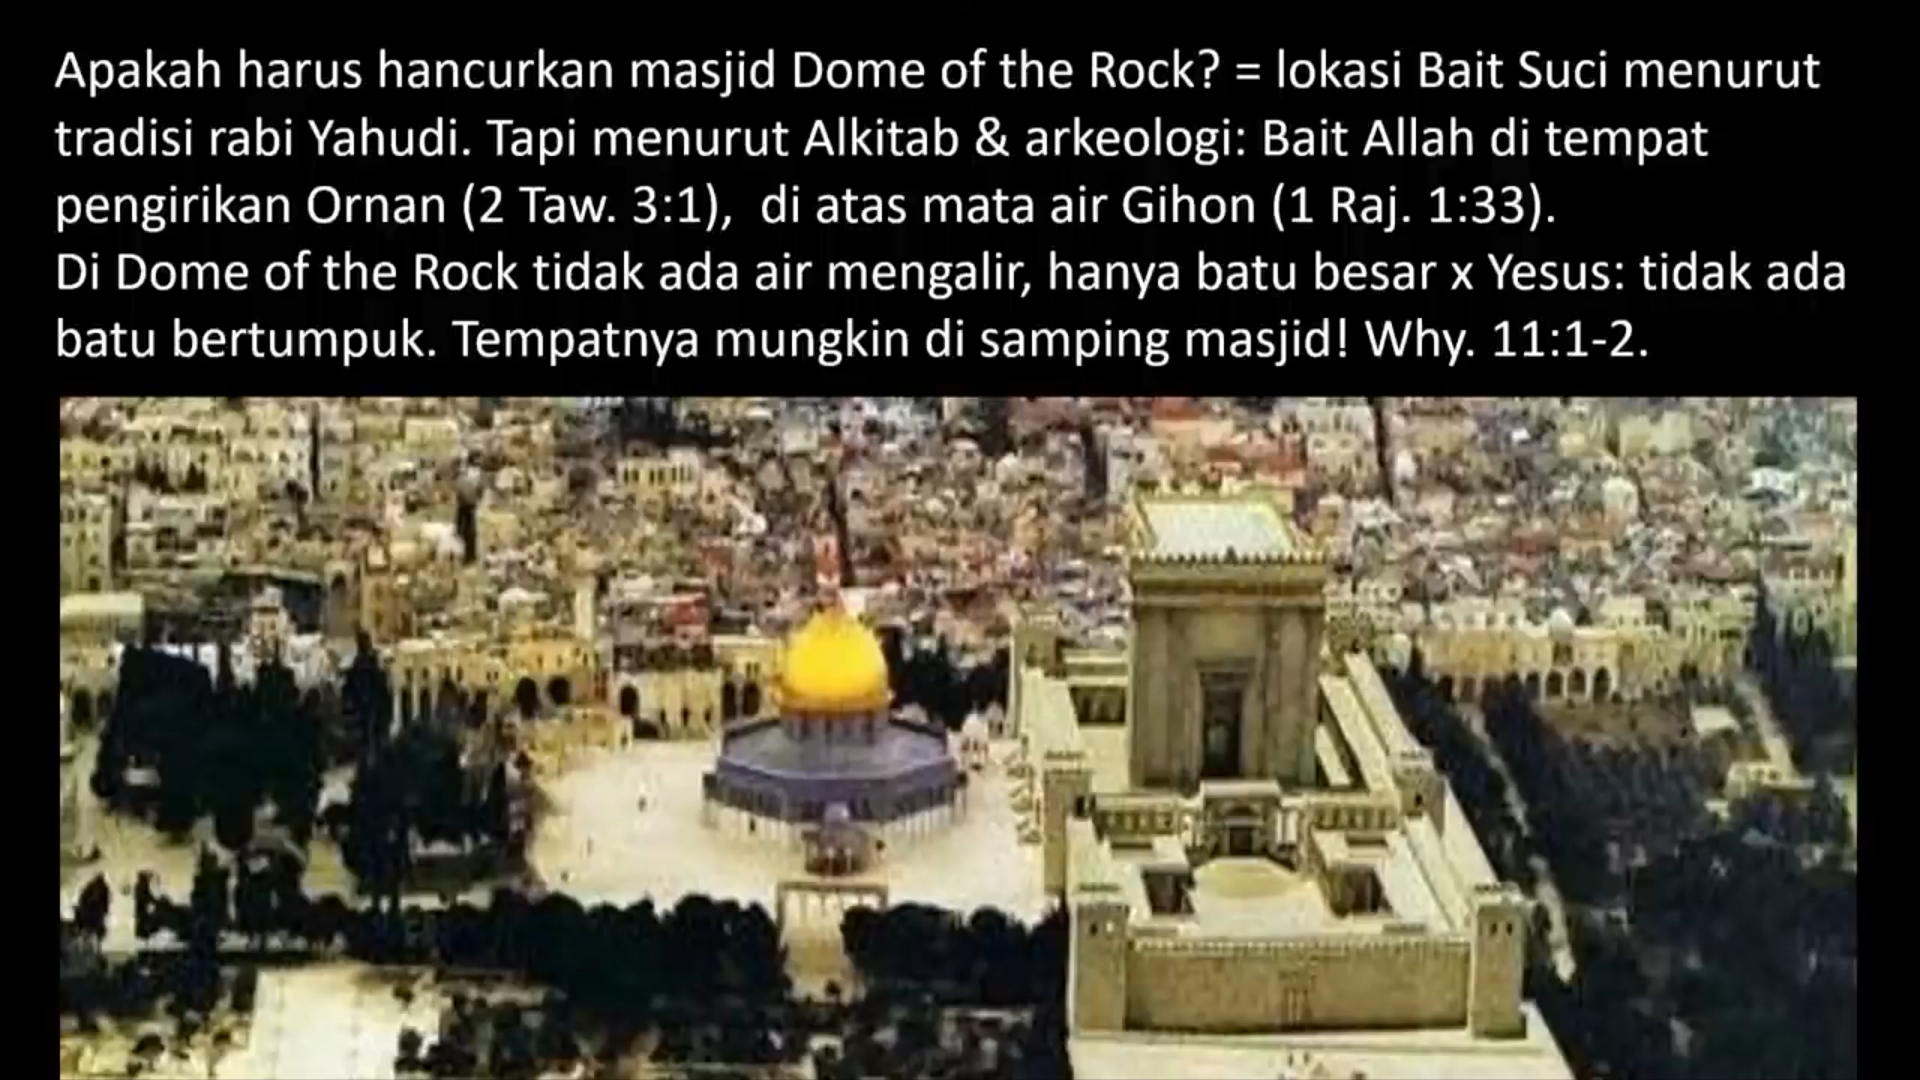 Apakah harus hancurkan masjid Dome of the Rock? = lokasi Bait Suci menurut
tradisi rabi Yahudi. Tapi menurut Alkitab & arkeologi: Bait Allah di tempat
pengirikan Ornan (2 Taw. 3:1),  di atas mata air Gihon (1 Raj. 1:33).
Di Dome of the Rock tidak ada air mengalir, hanya batu besar x Yesus: tidak ada
batu bertumpuk. Tempatnya mungkin di samping masjid! Why. 11:1-2.